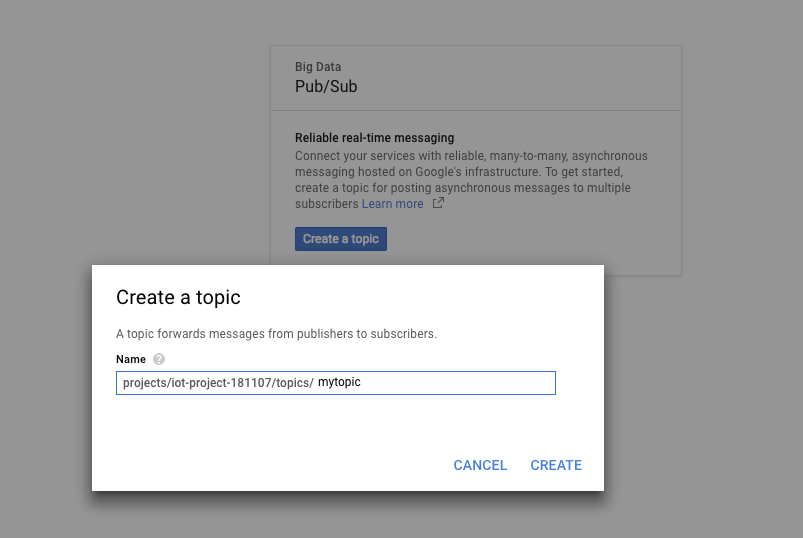 Big Data
Pub/Sub
Reliable real-time messaging
Connect your services with reliable, many-to-many, asynchronous
messaging hosted on Google's infrastructure. To get started,
create a topic for posting asynchronous messages to multiple
subscribers Learn more
Create a topic
Create a topic
A topic forwards messages from publishers to subscribers.
Name ?
projects/iot-project-181107/topics/ mytopic
CANCEL CREATE